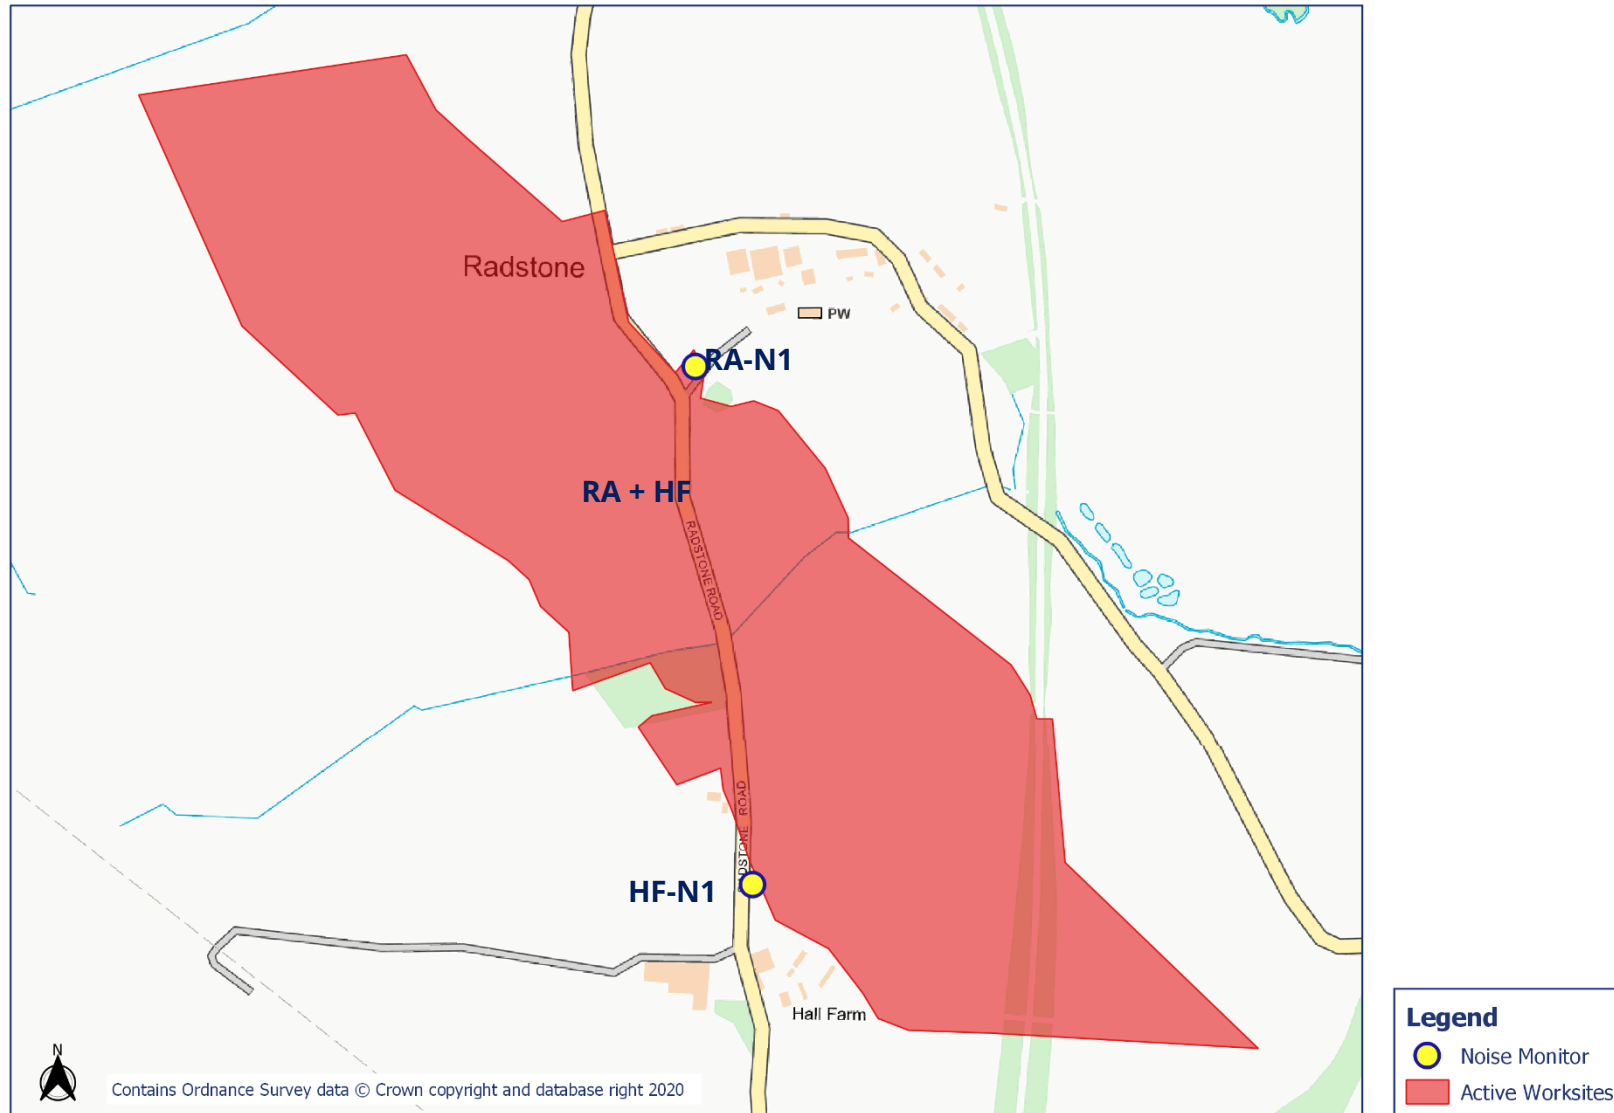 Radstone
PW
RA-N1
RA + HF
RADSTONE ROAD
RADSTONE ROAD
HF-N1
Hall Farm
N
Contains Ordnance Survey data © Crown copyright and database right 2020
Legend
Noise Monitor
Active Worksites